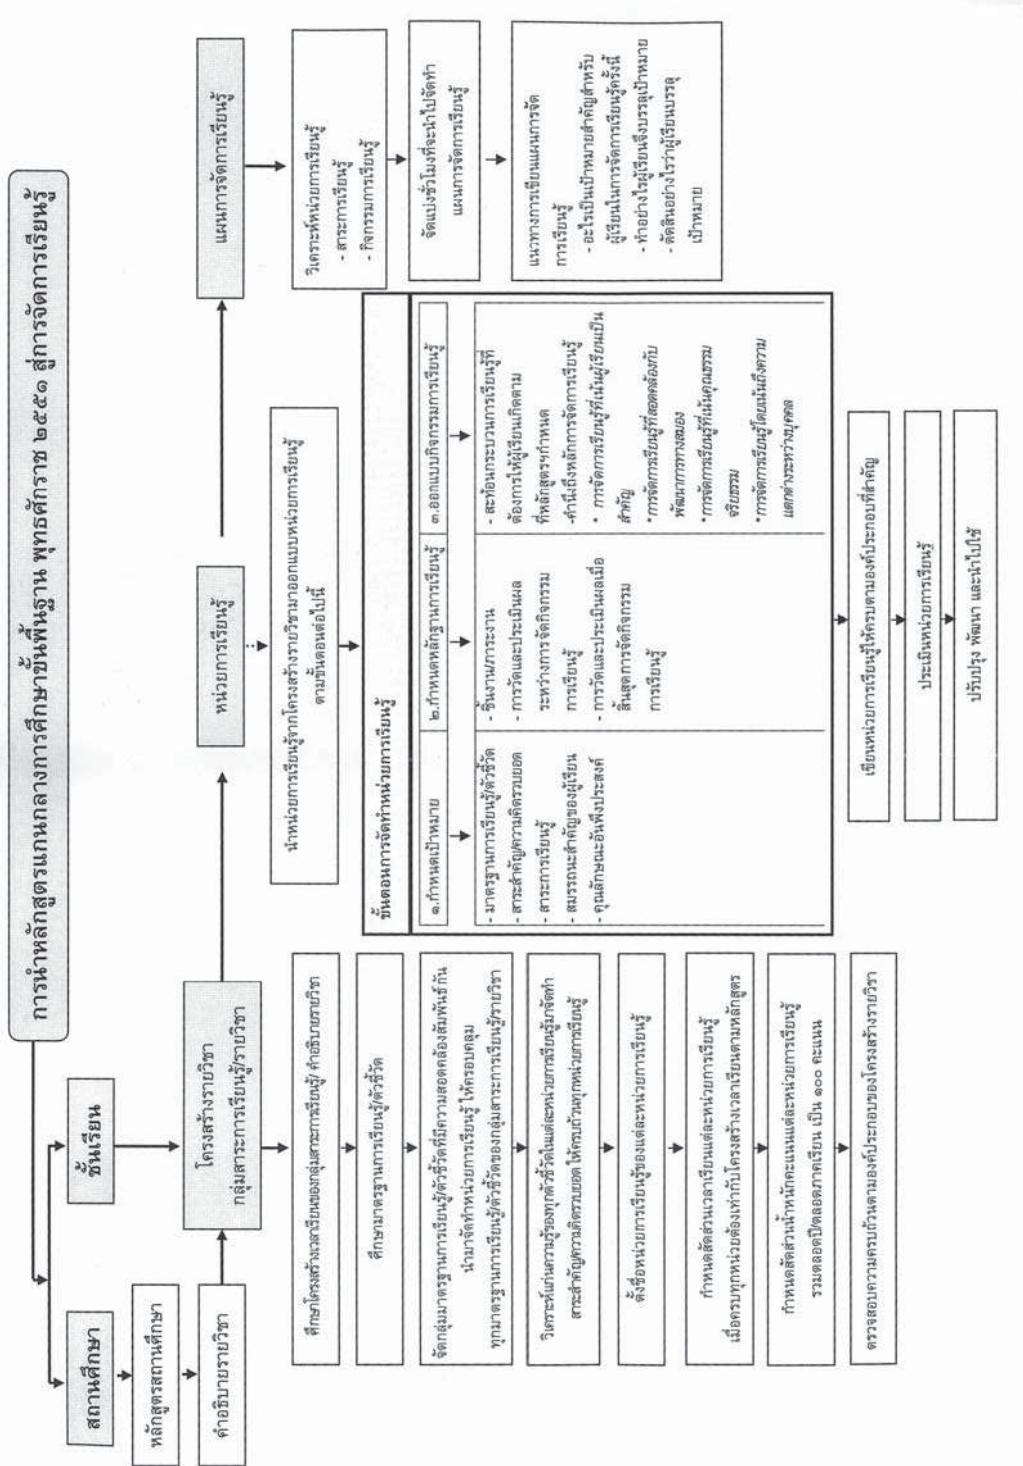 การนำหลักสูตรแกนกลางการศึกษาขั้นพื้นฐาน พุทธศักราช ๒๕๕๑ สู่การจัดการเรียนรู้
สถานศึกษา
หลักสูตรสถานศึกษา
คำอธิบายรายวิชา
ชั้นเรียน
โครงสร้างรายวิชา
กลุ่มสาระการเรียนรู้/รายวิชา
ศึกษาโครงสร้างเวลาเรียนของกลุ่มสาระการเรียนรู้/ คำอธิบายรายวิชา
ศึกษามาตรฐานการเรียนรู้/ตัวชี้วัด
จัดกลุ่มมาตรฐานการเรียนรู้/ตัวชี้วัดที่มีความสอดคล้องสัมพันธ์กัน
นำมาจัดทำหน่วยการเรียนรู้ ให้ครอบคลุม
ทุกมาตรฐานการเรียนรู้/ตัวชี้วัดของกลุ่มสาระการเรียนรู้/รายวิชา
วิเคราะห์แก่นความรู้ของทุกตัวชี้วัดในแต่ละหน่วยการเรียนรู้มาจัดทำ
สาระสำคัญ/ความคิดรวบยอด ให้ครบถ้วนทุกหน่วยการเรียนรู้
ตั้งชื่อหน่วยการเรียนรู้ของแต่ละหน่วยการเรียนรู้
กำหนดสัดส่วนเวลาเรียนแต่ละหน่วยการเรียนรู้
เมื่อครบทุกหน่วยต้องเท่ากับโครงสร้างเวลาเรียนตามหลักสูตร
กำหนดสัดส่วนน้ำหนักคะแนนแต่ละหน่วยการเรียนรู้
รวมตลอดปี/ตลอดภาคเรียน เป็น ๑๐๐ คะแนน
ตรวจสอบความครบถ้วนตามองค์ประกอบของโครงสร้างรายวิชา
หน่วยการเรียนรู้
นำหน่วยการเรียนรู้จากโครงสร้างรายวิชามาออกแบบหน่วยการเรียนรู้
ตามขั้นตอนต่อไปนี้
ขั้นตอนการจัดทำหน่วยการเรียนรู้
๑.กำหนดเป้าหมาย
- มาตรฐานการเรียนรู้/ตัวชี้วัด
- สาระสำคัญ/ความคิดรวบยอด
- สาระการเรียนรู้
- สมรรถนะสำคัญของผู้เรียน
- คุณลักษณะอันพึงประสงค์
๒.กำหนดหลักฐานการเรียนรู้
- ชิ้นงาน/ภาระงาน
- การวัดและประเมินผล
ระหว่างการจัดกิจกรรม
การเรียนรู้
- การวัดและประเมินผลเมื่อ
สิ้นสุดการจัดกิจกรรม
การเรียนรู้
๓.ออกแบบกิจกรรมการเรียนรู้
- สะท้อนกระบวนการเรียนรู้ที่
ต้องการให้ผู้เรียนเกิดตาม
ที่หลักสูตรฯกำหนด
-คำนึงถึงหลักการจัดการเรียนรู้
* การจัดการเรียนรู้ที่เน้นผู้เรียนเป็น
สำคัญ
*การจัดการเรียนรู้ที่สอดคล้องกับ
พัฒนาการทางสมอง
*การจัดการเรียนรู้ที่เน้นคุณธรรม
จริยธรรม
*การจัดการเรียนรู้โดยเน้นถึงความ
แตกต่างระหว่างบุคคล
เขียนหน่วยการเรียนรู้ให้ครบตามองค์ประกอบที่สำคัญ
ประเมินหน่วยการเรียนรู้
ปรับปรุง พัฒนา และนำไปใช้
แผนการจัดการเรียนรู้
วิเคราะห์หน่วยการเรียนรู้
- สาระการเรียนรู้
- กิจกรรมการเรียนรู้
จัดแบ่งชั่วโมงที่จะนำไปจัดทำ
แผนการจัดการเรียนรู้
แนวทางการเขียนแผนการจัด
การเรียนรู้
- อะไรเป็นเป้าหมายสำคัญสำหรับ
ผู้เรียนในการจัดการเรียนรู้ครั้งนี้
- ทำอย่างไรผู้เรียนจึงบรรลุเป้าหมาย
- ตัดสินอย่างไรว่าผู้เรียนบรรลุ
เป้าหมาย